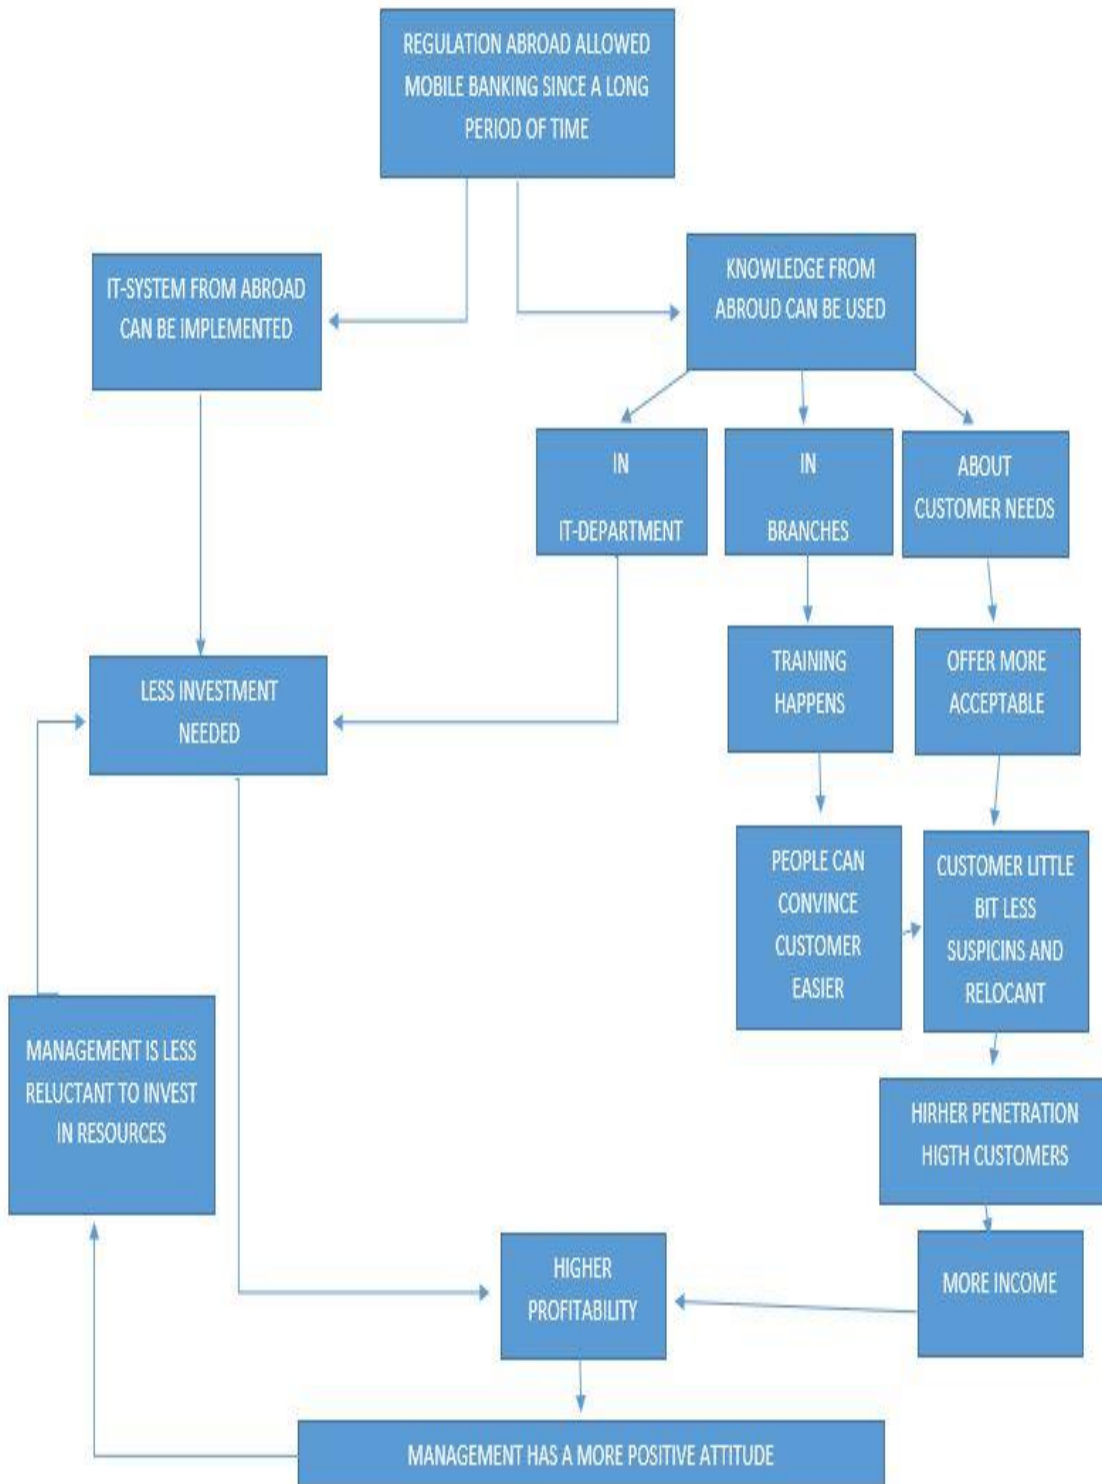 REGULATION ABROAD ALLOWED
MOBILE BANKING SINCE A LONG
PERIOD OF TIME
IT-SYSTEM FROM ABROAD
CAN BE IMPLEMENTED
KNOWLEDGE FROM
ABROUD CAN BE USED
IN
IT-DEPARTMENT
IN
BRANCHES
ABOUT
CUSTOMER NEEDS
LESS INVESTMENT
NEEDED
TRAINING
HAPPENS
OFFER MORE
ACCEPTABLE
PEOPLE CAN
CONVINCE
CUSTOMER
EASIER
CUSTOMER LITTLE
BIT LESS
SUSPICINS AND
RELOCANT
MANAGEMENT IS LESS
RELUCTANT TO INVEST
IN RESOURCES
HIRHER PENETRATION
HIGTH CUSTOMERS
HIGHER
PROFITABILITY
MORE INCOME
MANAGEMENT HAS A MORE POSITIVE ATTITUDE